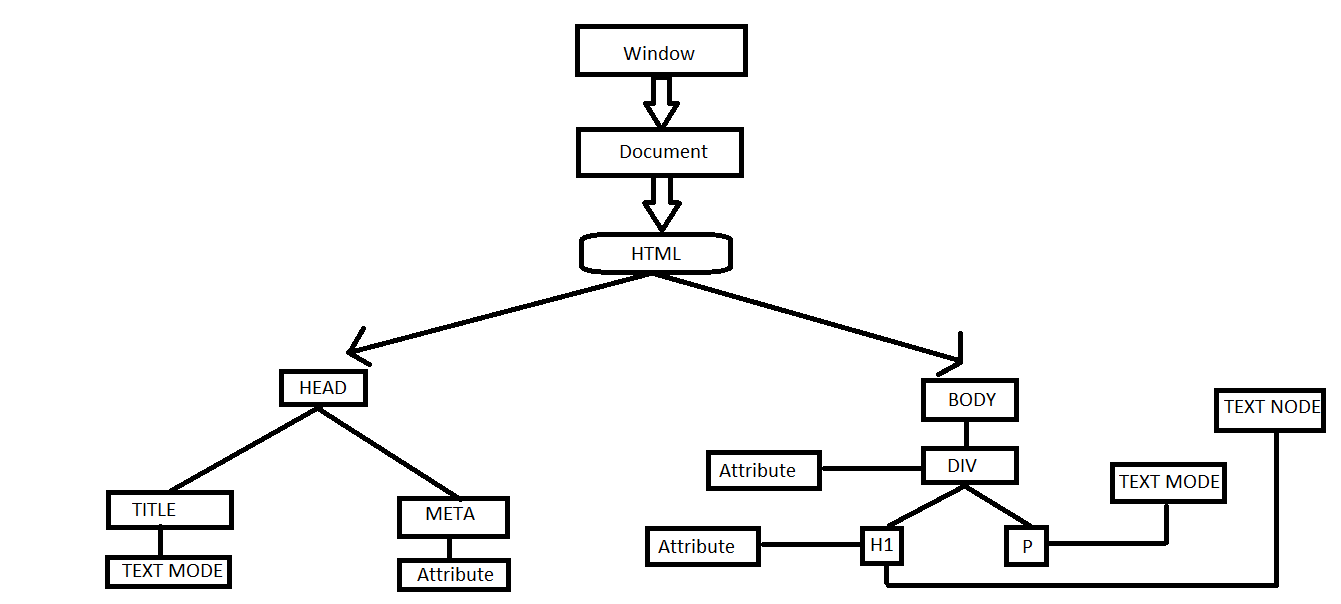 Window
Document
HTML
HEAD
BODY
TEXT NODE
Attribute
DIV
TEXT MODE
TITLE
META
Attribute
H1
P
TEXT MODE
Attribute